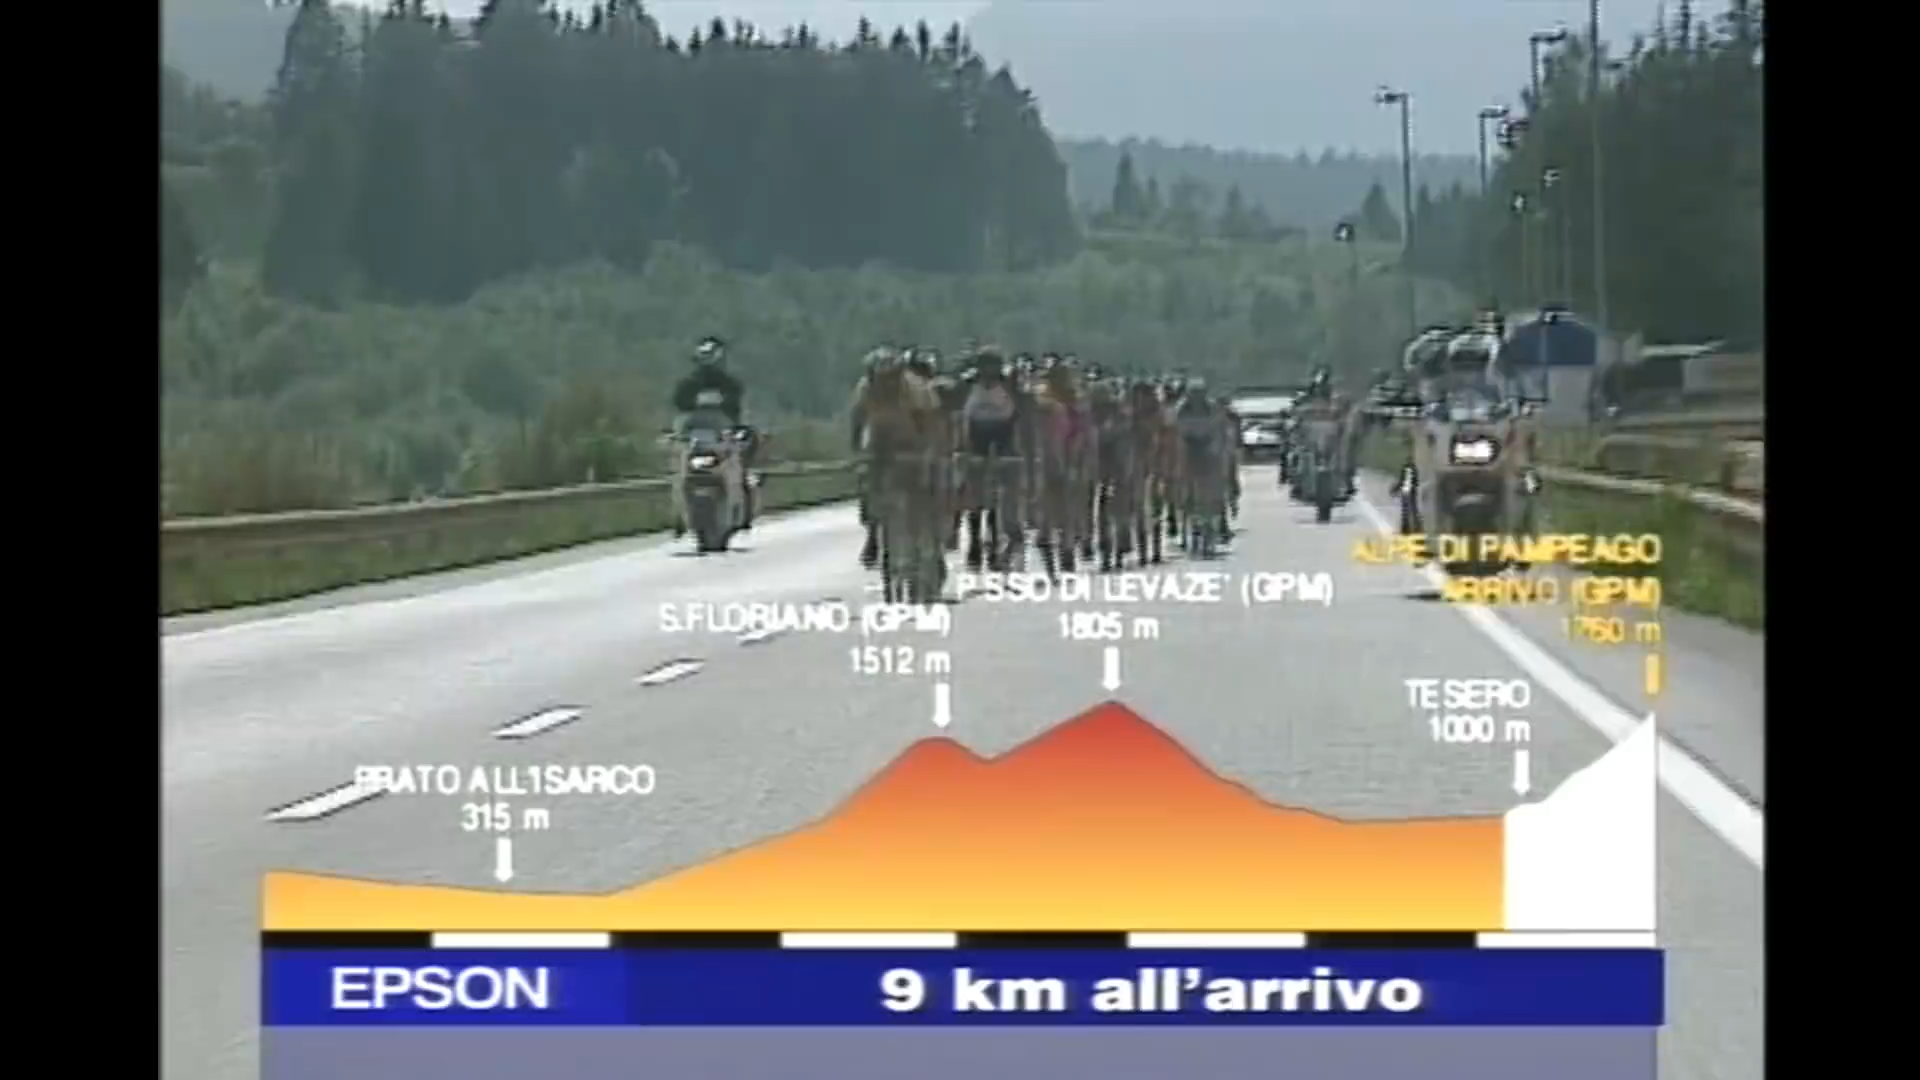 ALPE DI PAMPEAGO
ARRIVO (GPM)
1760 m
PASSO DI LEVAZE' (GPM)
1805 m
S.FLORIANO (GPM)
1512 m
TESERO
1000 m
PRATO ALL'ISARCO
315 m
EPSON
9 km all'arrivo